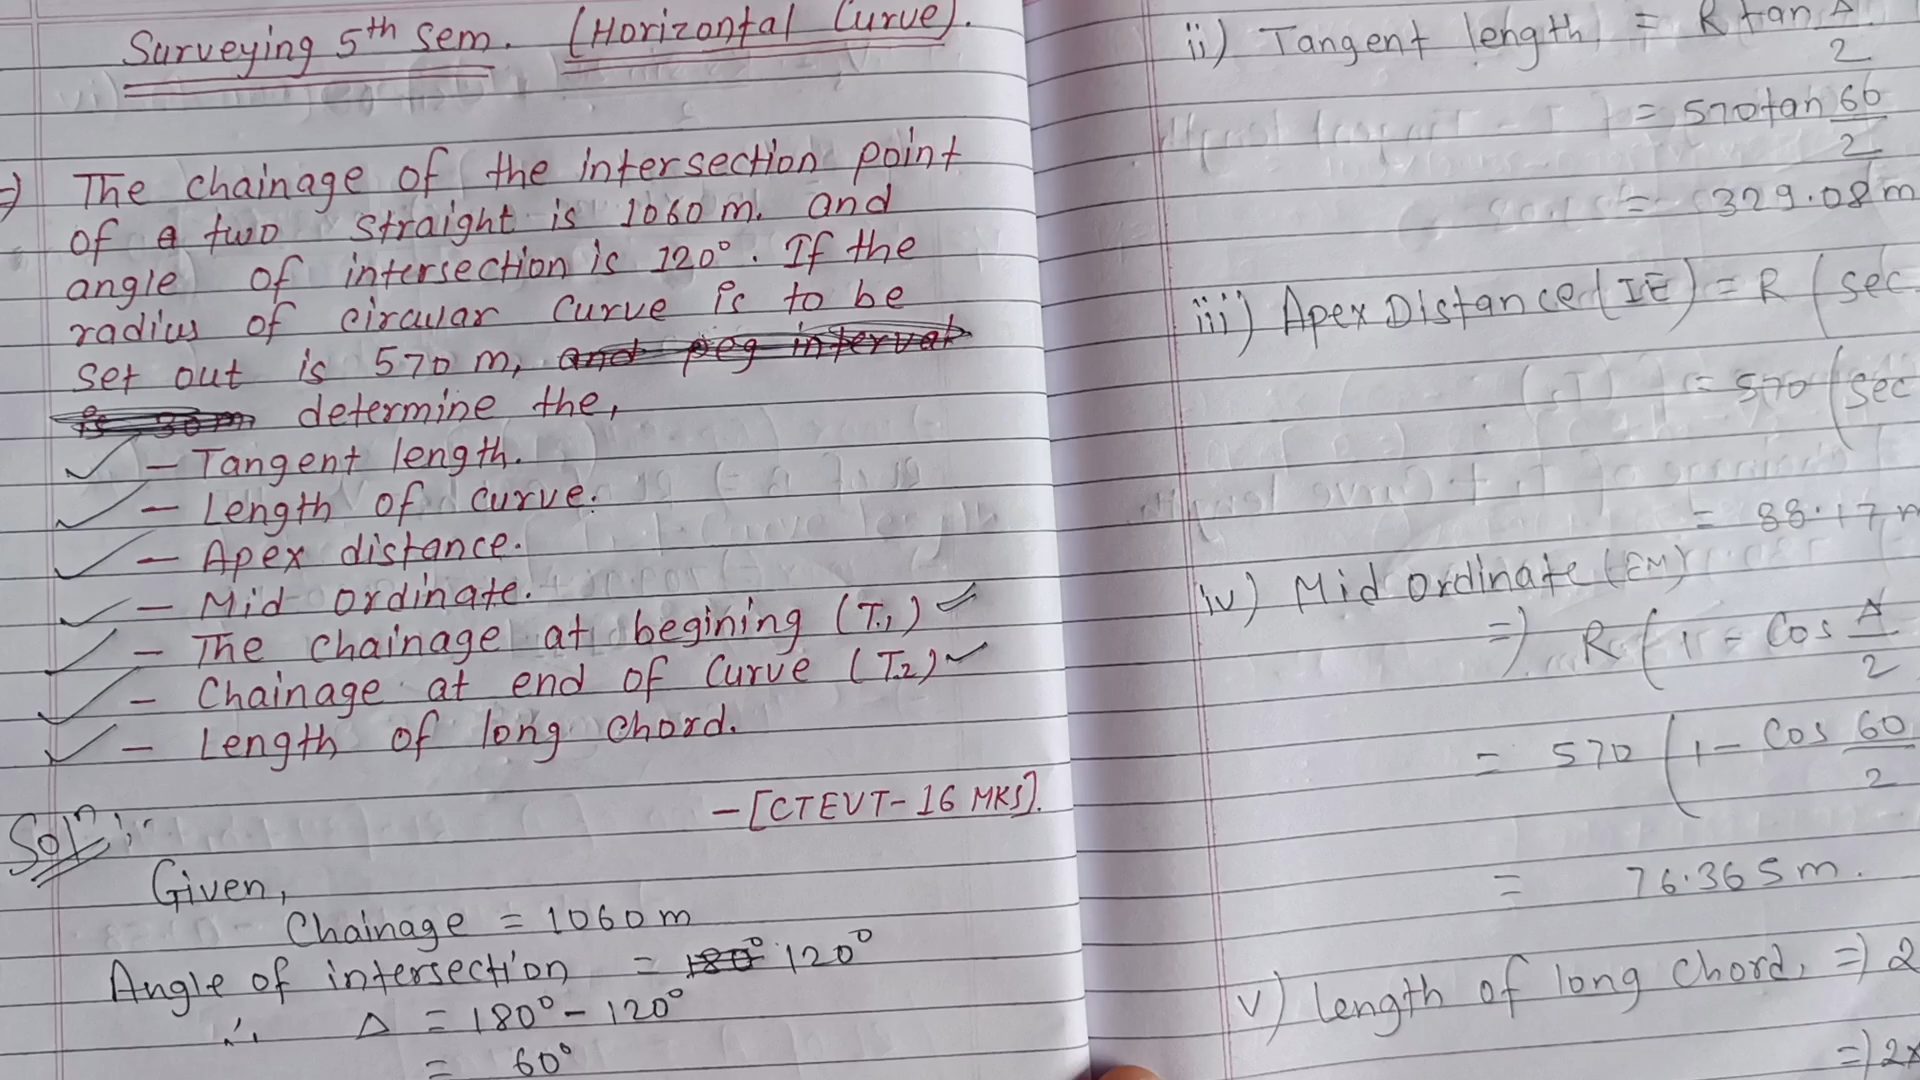 Surveying 5th sem. (Horizontal Curve).
=) The chainage of the intersection point
of a two straight is 1060 m. and
angle of intersection is 120°. If the
radius of circular curve is to be
set out is 570 m, and peg interval
is 30m determine the,
✓ - Tangent length.
✓ - Length of curve.
✓ - Apex distance.
✓ - Mid ordinate.
✓ - The chainage at begining (T1) ✓
✓ - Chainage at end of Curve (T2) ✓
✓ - Length of long chord.
- [CTEVT- 16 MKS].
Solⁿ:-
Given,
Chainage = 1060 m
Angle of intersection = 180° 120°
∴ Δ = 180° - 120°
= 60°
ii) Tangent length, = R tan Δ/2
= 570 tan 60/2
= 329.08 m
iii) Apex Distance (IE) = R (sec
= 570 (sec
= 88.17 m
iv) Mid ordinate (EM)
=) R (1 - Cos Δ/2
= 570 (1 - Cos 60/2
= 76.365 m.
v) length of long chord, =) 2
=) 2x